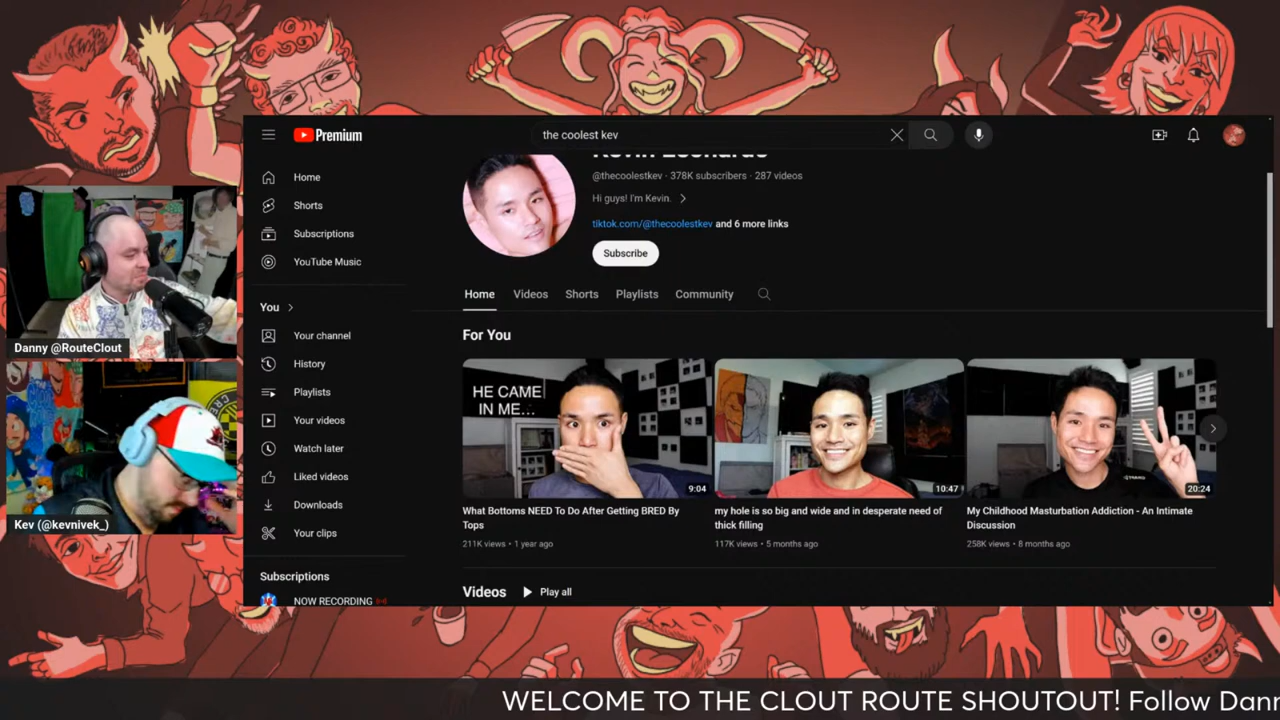 Premium
the coolest kev
Home
Shorts
Subscriptions
YouTube Music
You
Your channel
History
Playlists
Your videos
Watch later
Liked videos
Downloads
Your clips
Subscriptions
NOW RECORDING
@thecoolestkev · 378K subscribers · 287 videos
Hi guys! I'm Kevin.
tiktok.com/@thecoolestkev and 6 more links
Subscribe
Home Videos Shorts Playlists Community
For You
HE CAME
IN ME...
9:04
What Bottoms NEED To Do After Getting BRED By
Tops
211K views • 1 year ago
10:47
my hole is so big and wide and in desperate need of
thick filling
117K views • 5 months ago
20:24
My Childhood Masturbation Addiction - An Intimate
Discussion
258K views • 8 months ago
Videos Play all
Danny @RouteClout
Kev (@kevnivek_)
WELCOME TO THE CLOUT ROUTE SHOUTOUT! Follow Dann